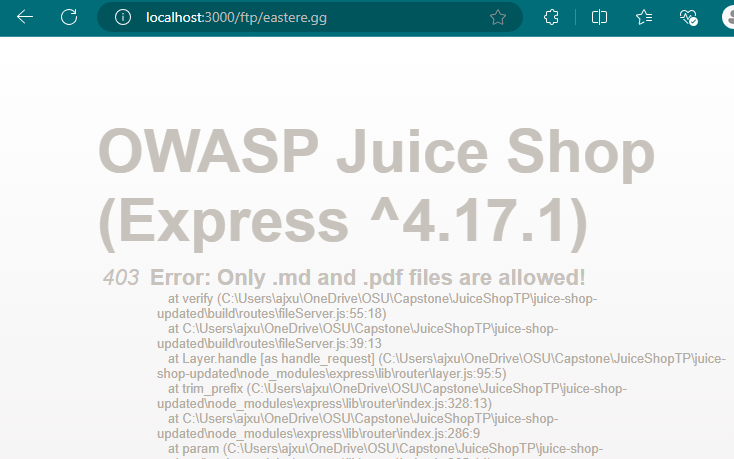 localhost:3000/ftp/eastere.gg
OWASP Juice Shop
(Express ^4.17.1)
403 Error: Only .md and .pdf files are allowed!
at verify (C:\Users\ajxu\OneDrive\OSU\Capstone\JuiceShopTP\juice-shop-
updated\build\routes\fileServer.js:55:18)
at C:\Users\ajxu\OneDrive\OSU\Capstone\JuiceShopTP\juice-shop-
updated\build\routes\fileServer.js:39:13
at Layer.handle [as handle_request] (C:\Users\ajxu\OneDrive\OSU\Capstone\JuiceShopTP\juice-
shop-updated\node_modules\express\lib\router\layer.js:95:5)
at trim_prefix (C:\Users\ajxu\OneDrive\OSU\Capstone\JuiceShopTP\juice-shop-
updated\node_modules\express\lib\router\index.js:328:13)
at C:\Users\ajxu\OneDrive\OSU\Capstone\JuiceShopTP\juice-shop-
updated\node_modules\express\lib\router\index.js:286:9
at param (C:\Users\ajxu\OneDrive\OSU\Capstone\JuiceShopTP\juice-shop-